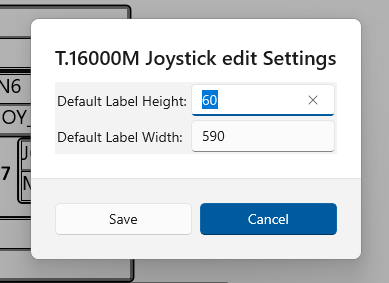 T.16000M Joystick edit Settings
N6
Default Label Height: 60
OY_
Default Label Width: 590
7
Save Cancel